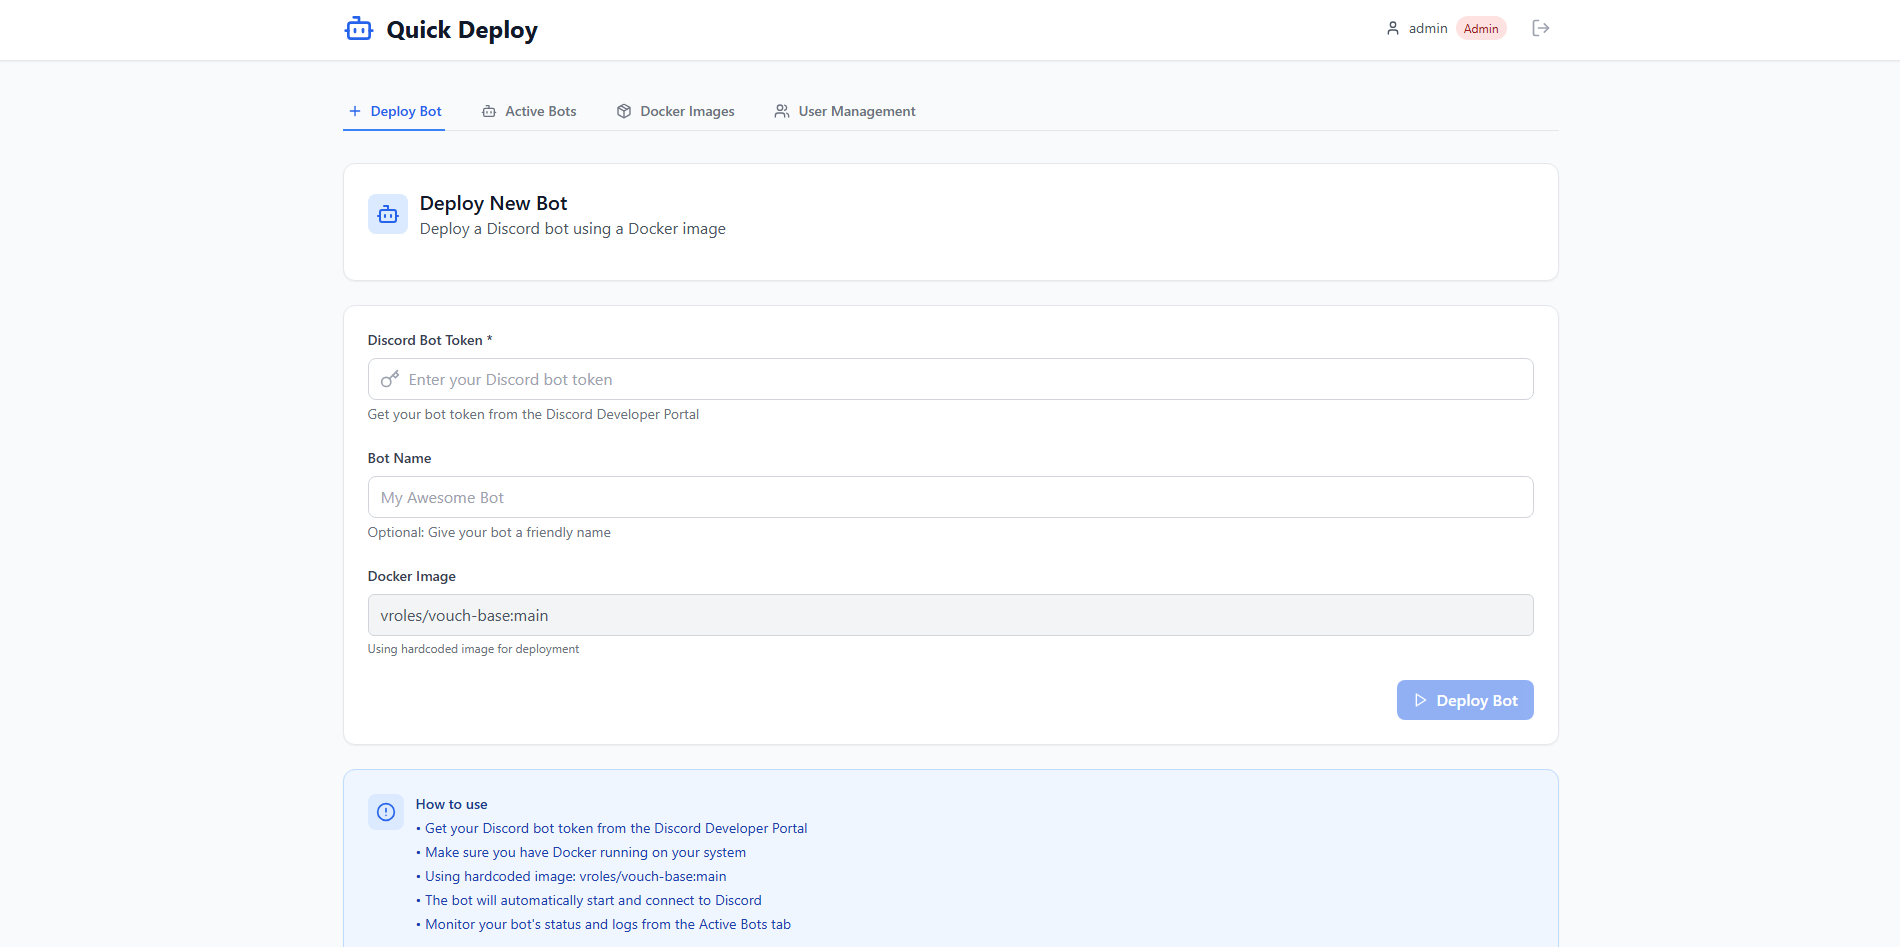 Quick Deploy
admin Admin
Deploy Bot Active Bots Docker Images User Management
Deploy New Bot
Deploy a Discord bot using a Docker image
Discord Bot Token *
Enter your Discord bot token
Get your bot token from the Discord Developer Portal
Bot Name
My Awesome Bot
Optional: Give your bot a friendly name
Docker Image
vroles/vouch-base:main
Using hardcoded image for deployment
Deploy Bot
How to use
• Get your Discord bot token from the Discord Developer Portal
• Make sure you have Docker running on your system
• Using hardcoded image: vroles/vouch-base:main
• The bot will automatically start and connect to Discord
• Monitor your bot's status and logs from the Active Bots tab